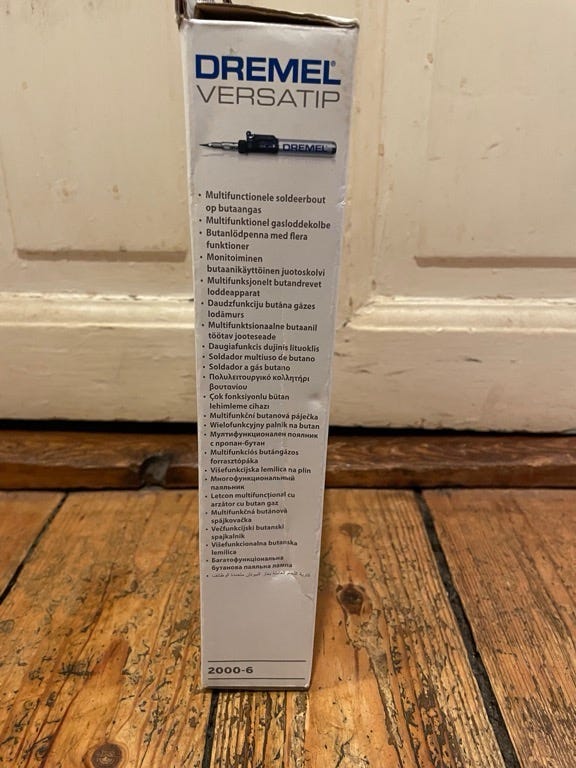 DREMEL®
VERSATIP
DREMEL
• Multifunctionele soldeerbout
op butaangas
• Multifunktionel gasloddekolbe
• Butanlödpenna med flera
funktioner
• Monitoiminen
butaanikäyttöinen juotoskolvi
• Multifunksjonelt butandrevet
loddeapparat
• Daudzfunkciju butāna gāzes
lodāmurs
• Multifunktsionaalne butaanil
töötav jooteseade
• Daugiafunkcis dujinis lituoklis
• Soldador multiuso de butano
• Soldador a gás butano
• Πολυλειτουργικό κολλητήρι
βουτανίου
• Çok fonksiyonlu bütan
lehimleme cihazı
• Multifunkční butanová páječka
• Wielofunkcyjny palnik na butan
• Мултифункционален поялник
с пропан-бутан
• Multifunkciós butángázos
forrasztópáka
• Višefunkcijska lemilica na plin
• Многофункциональный
паяльник
• Letcon multifuncțional cu
arzător cu butan gaz
• Multifunkčná butánová
spájkovačka
• Večfunkcijski butanski
spajkalnik
• Višefunkcionalna butanska
lemilica
• Багатофункціональна
бутанова паяльна лампа
2000-6